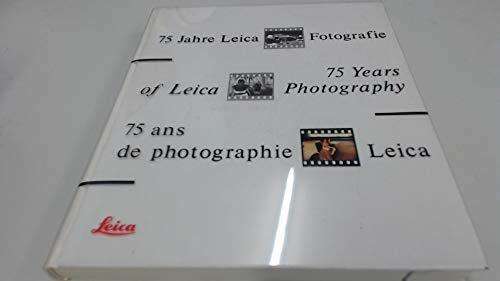 75 Jahre Leica Fotografie
75 Years
of Leica Photography
75 ans
de photographie Leica
Leica